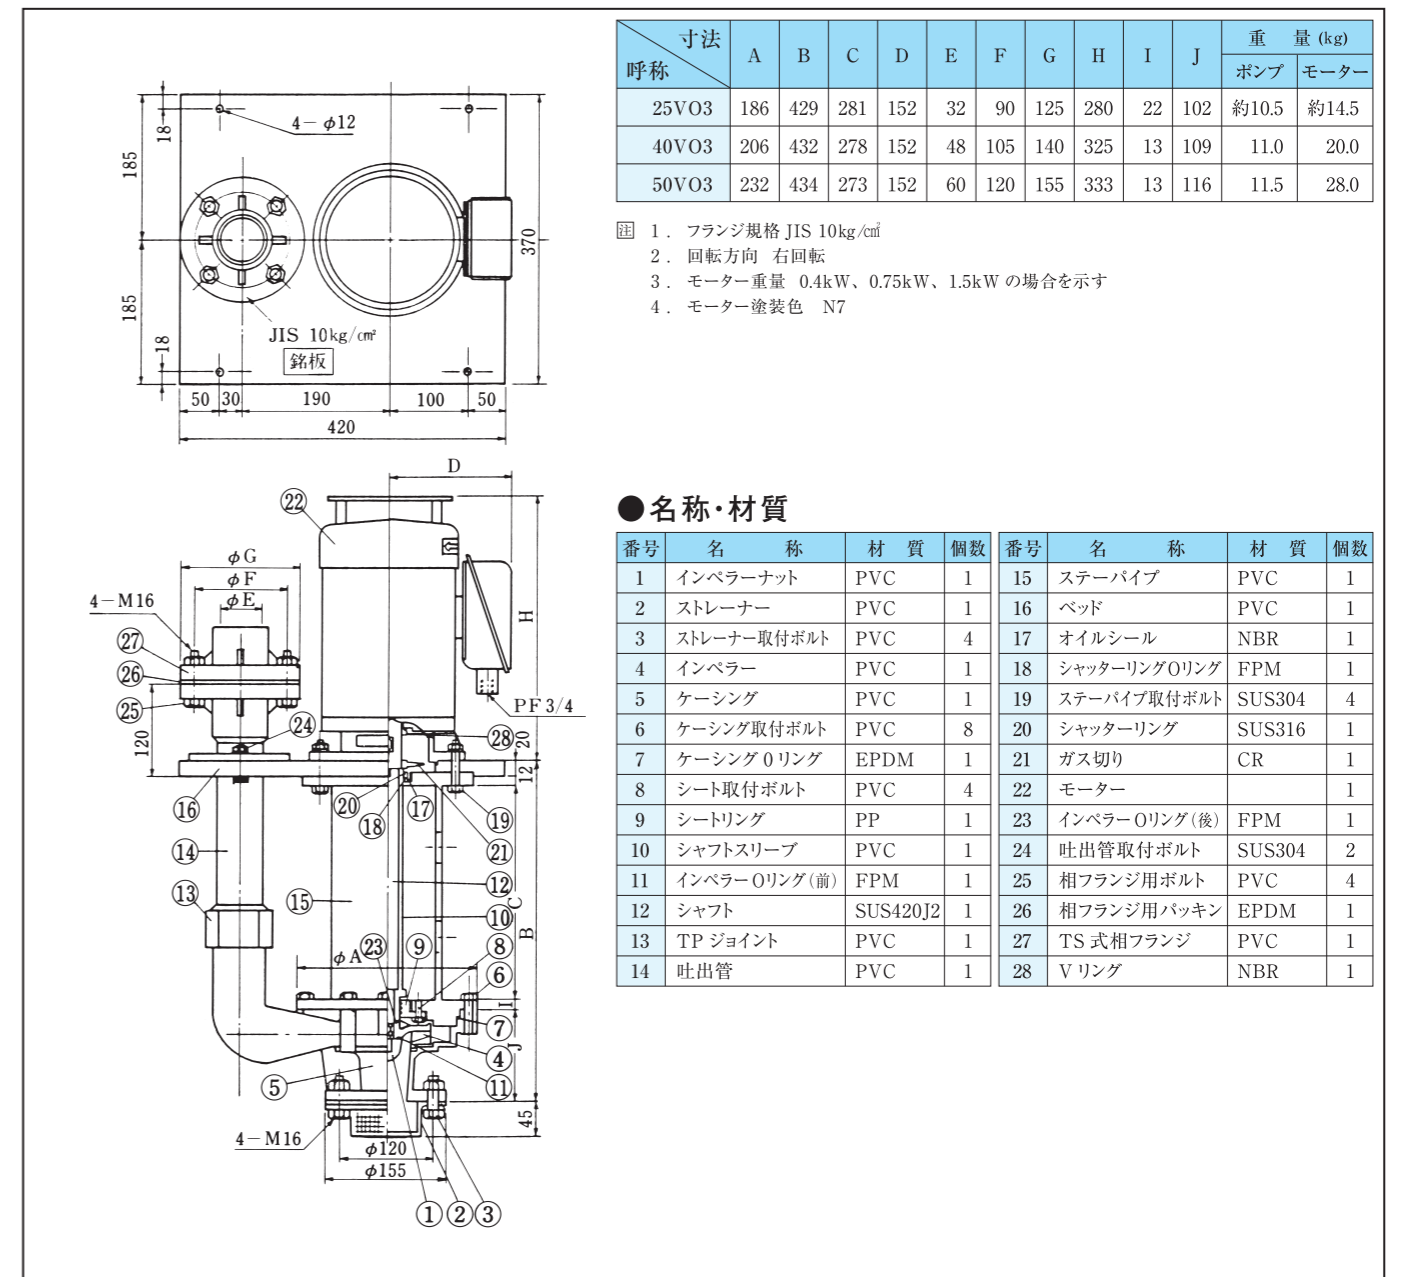 寸法 A B C D E F G H I J 重 量 (kg)
呼称 ポンプ モーター
25VO3 186 429 281 152 32 90 125 280 22 102 約10.5 約14.5
40VO3 206 432 278 152 48 105 140 325 13 109 11.0 20.0
50VO3 232 434 273 152 60 120 155 333 13 116 11.5 28.0
注 1. フランジ規格 JIS 10kg/cm²
2. 回転方向 右回転
3. モーター重量 0.4kW、0.75kW、1.5kW の場合を示す
4. モーター塗装色 N7
4－φ12
18
185
370
185
18
JIS 10kg/cm²
銘板
50 30 190 100 50
420
D
㉒
φG
φF
φE
4－M16
H
㉗
㉖
㉕
PF3/4
㉔
㉘
20
120
12
⑯
⑳
⑰
⑱
⑲
⑭
㉑
⑬
⑫
⑮
C
⑩
B
㉓
⑨
⑧
φA
⑥
I
⑦
J
④
⑤
⑪
45
4－M16
φ120
φ155
① ② ③
●名称・材質
番号 名 称 材 質 個数
1 インペラーナット PVC 1
2 ストレーナー PVC 1
3 ストレーナー取付ボルト PVC 4
4 インペラー PVC 1
5 ケーシング PVC 1
6 ケーシング取付ボルト PVC 8
7 ケーシング0リング EPDM 1
8 シート取付ボルト PVC 4
9 シートリング PP 1
10 シャフトスリーブ PVC 1
11 インペラーOリング(前) FPM 1
12 シャフト SUS420J2 1
13 TPジョイント PVC 1
14 吐出管 PVC 1
番号 名 称 材 質 個数
15 ステーパイプ PVC 1
16 ベッド PVC 1
17 オイルシール NBR 1
18 シャッターリングOリング FPM 1
19 ステーパイプ取付ボルト SUS304 4
20 シャッターリング SUS316 1
21 ガス切り CR 1
22 モーター 1
23 インペラーOリング(後) FPM 1
24 吐出管取付ボルト SUS304 2
25 相フランジ用ボルト PVC 4
26 相フランジ用パッキン EPDM 1
27 TS式相フランジ PVC 1
28 Vリング NBR 1